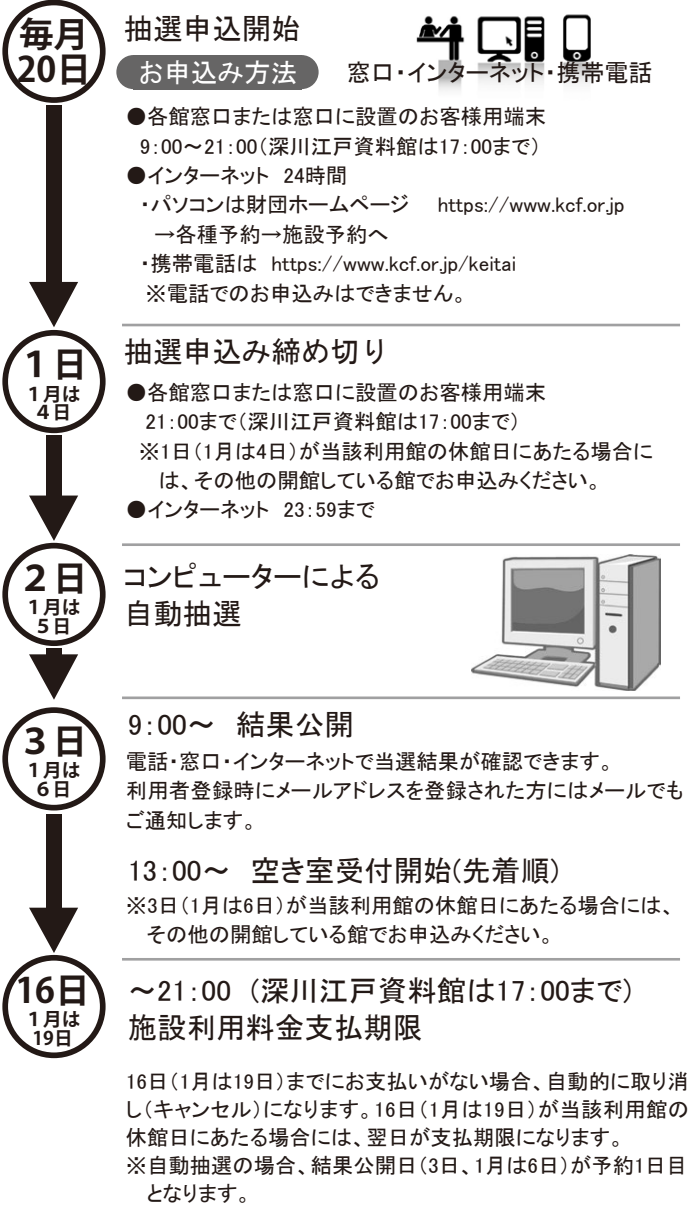 毎月
20日
抽選申込開始
お申込み方法
窓口・インターネット・携帯電話
●各館窓口または窓口に設置のお客様用端末
9:00～21:00（深川江戸資料館は17:00まで）
●インターネット 24時間
・パソコンは財団ホームページ https://www.kcf.or.jp
→各種予約→施設予約へ
・携帯電話は https://www.kcf.or.jp/keitai
※電話でのお申込みはできません。
1日
1月は
4日
抽選申込み締め切り
●各館窓口または窓口に設置のお客様用端末
21:00まで（深川江戸資料館は17:00まで）
※1日（1月は4日）が当該利用館の休館日にあたる場合に
は、その他の開館している館でお申込みください。
●インターネット 23:59まで
2日
1月は
5日
コンピューターによる
自動抽選
3日
1月は
6日
9:00～ 結果公開
電話・窓口・インターネットで当選結果が確認できます。
利用者登録時にメールアドレスを登録された方にはメールでも
ご通知します。
13:00～ 空き室受付開始(先着順)
※3日（1月は6日）が当該利用館の休館日にあたる場合には、
その他の開館している館でお申込みください。
16日
1月は
19日
～21:00 （深川江戸資料館は17:00まで）
施設利用料金支払期限
16日（1月は19日）までにお支払いがない場合、自動的に取り消
し（キャンセル）になります。16日（1月は19日）が当該利用館の
休館日にあたる場合には、翌日が支払期限になります。
※自動抽選の場合、結果公開日（3日、1月は6日）が予約1日目
となります。